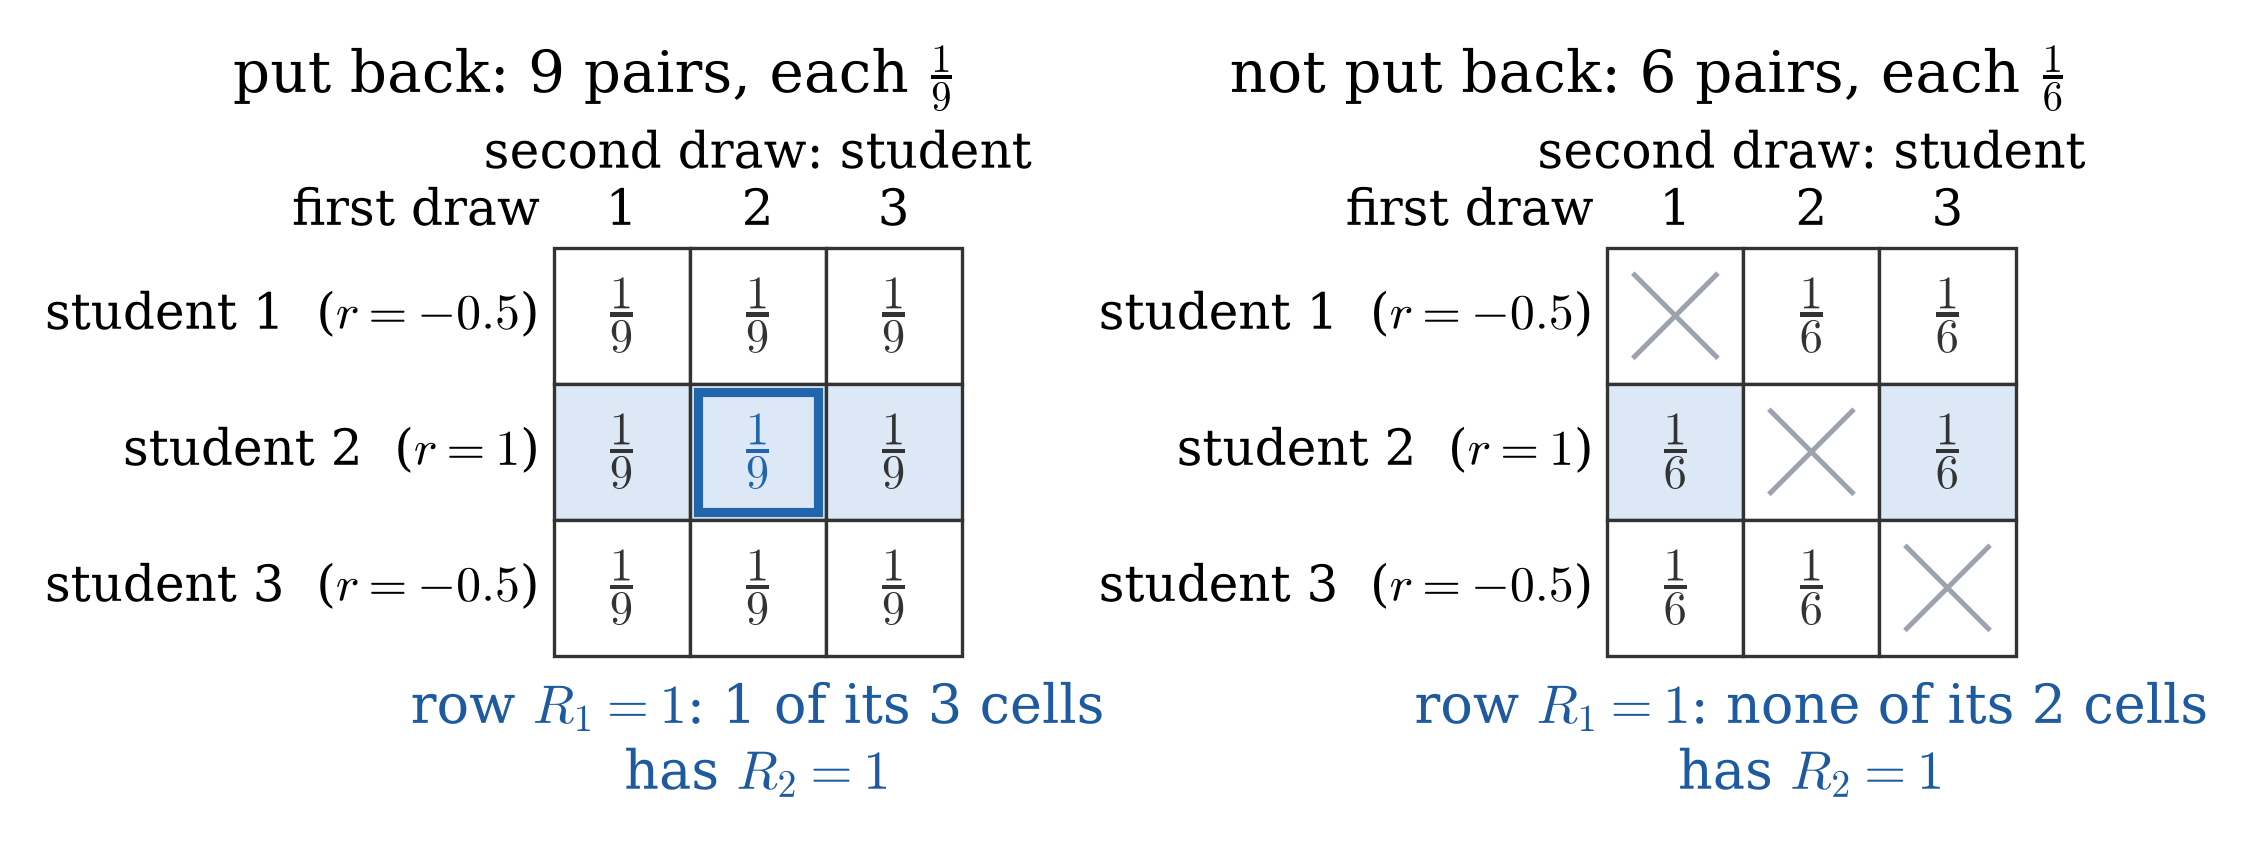 put back: 9 pairs, each 1/9
second draw: student
first draw 1 2 3
student 1 (r = −0.5) 1/9 1/9 1/9
student 2 (r = 1) 1/9 1/9 1/9
student 3 (r = −0.5) 1/9 1/9 1/9
row R₁ = 1: 1 of its 3 cells
has R₂ = 1
not put back: 6 pairs, each 1/6
second draw: student
first draw 1 2 3
student 1 (r = −0.5) 1/6 1/6
student 2 (r = 1) 1/6 1/6
student 3 (r = −0.5) 1/6 1/6
row R₁ = 1: none of its 2 cells
has R₂ = 1